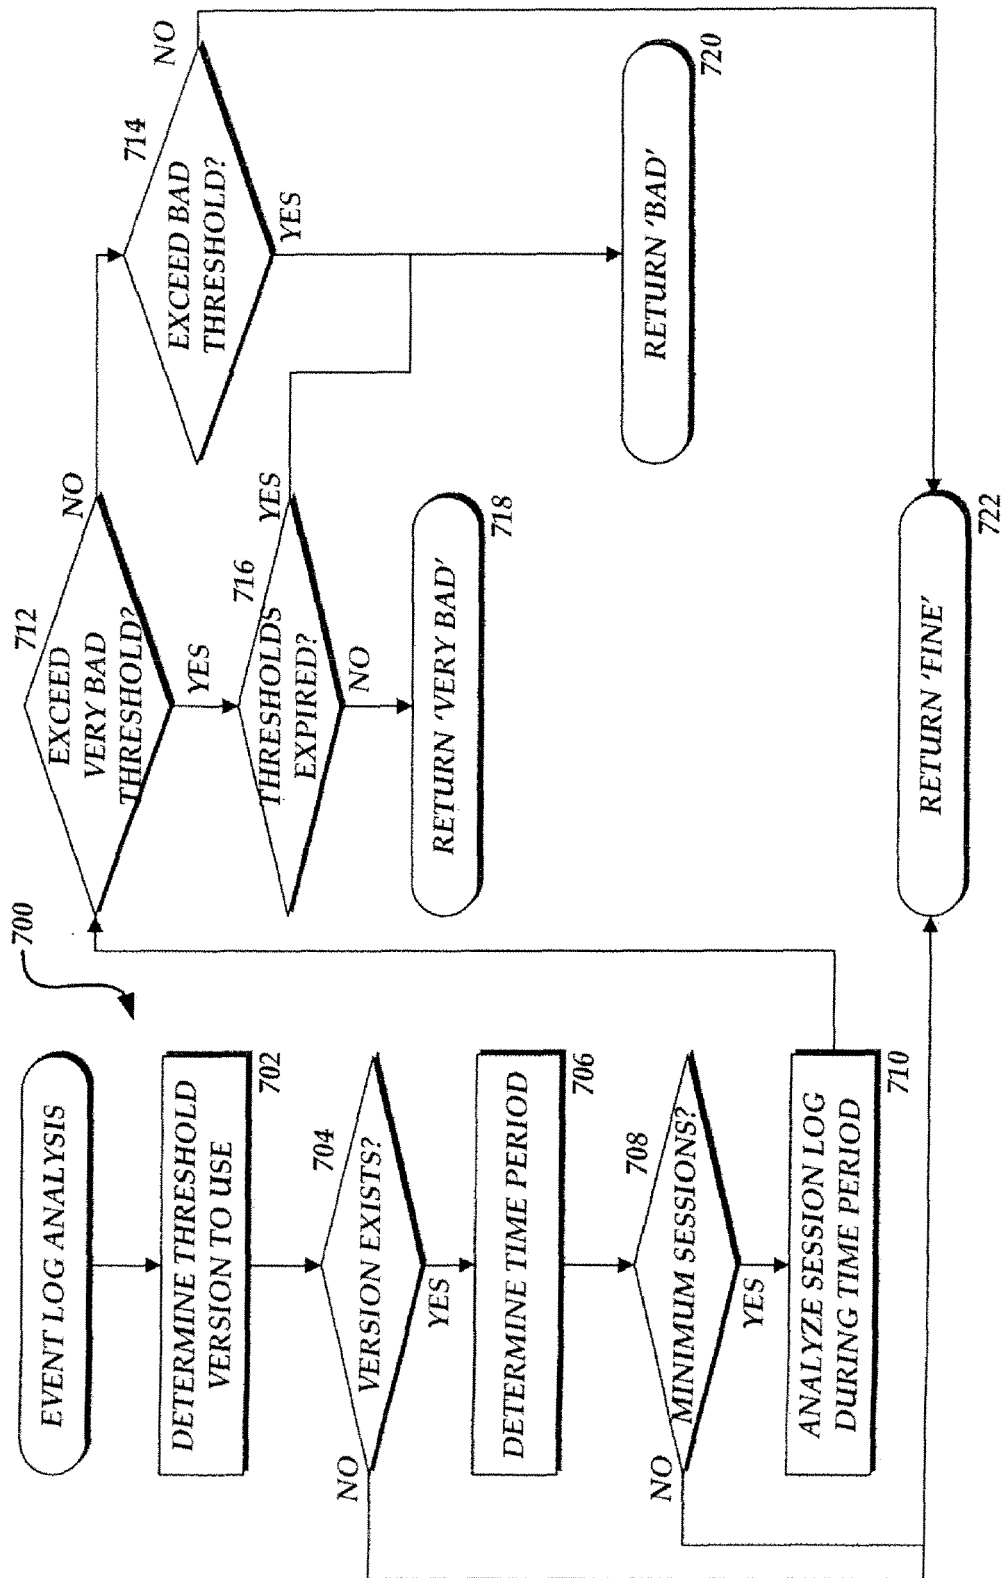 700
EVENT LOG ANALYSIS
DETERMINE THRESHOLD
VERSION TO USE
702
VERSION EXISTS?
704
NO
YES
DETERMINE TIME PERIOD
706
MINIMUM SESSIONS?
708
NO
YES
ANALYZE SESSION LOG
DURING TIME PERIOD
710
EXCEED
VERY BAD
THRESHOLD?
712
NO
YES
THRESHOLDS
EXPIRED?
716
YES
NO
RETURN 'VERY BAD'
718
EXCEED BAD
THRESHOLD?
714
NO
YES
RETURN 'BAD'
720
RETURN 'FINE'
722